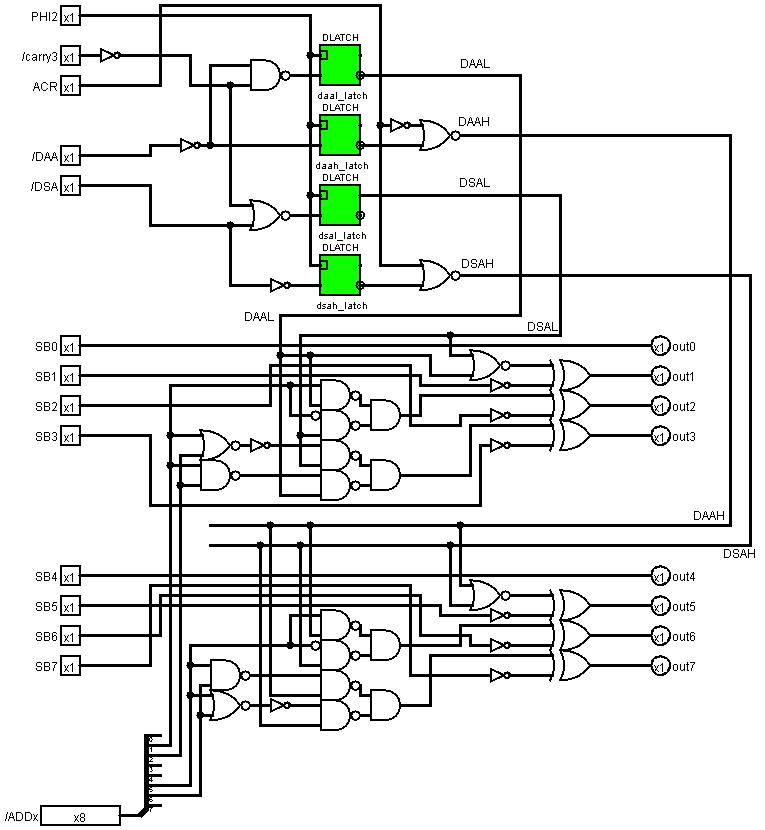 PHI2 x1
DLATCH
/carry3 x1
DAAL
ACR x1
daal_latch
DLATCH
DAAH
/DAA x1
daah_latch
DLATCH
/DSA x1
DSAL
dsal_latch
DLATCH
DSAH
dsah_latch
DAAL
DSAL
SB0 x1
x1 out0
SB1 x1
x1 out1
SB2 x1
x1 out2
SB3 x1
x1 out3
DAAH
DSAH
SB4 x1
x1 out4
SB5 x1
x1 out5
SB6 x1
x1 out6
SB7 x1
x1 out7
/ADDx x8